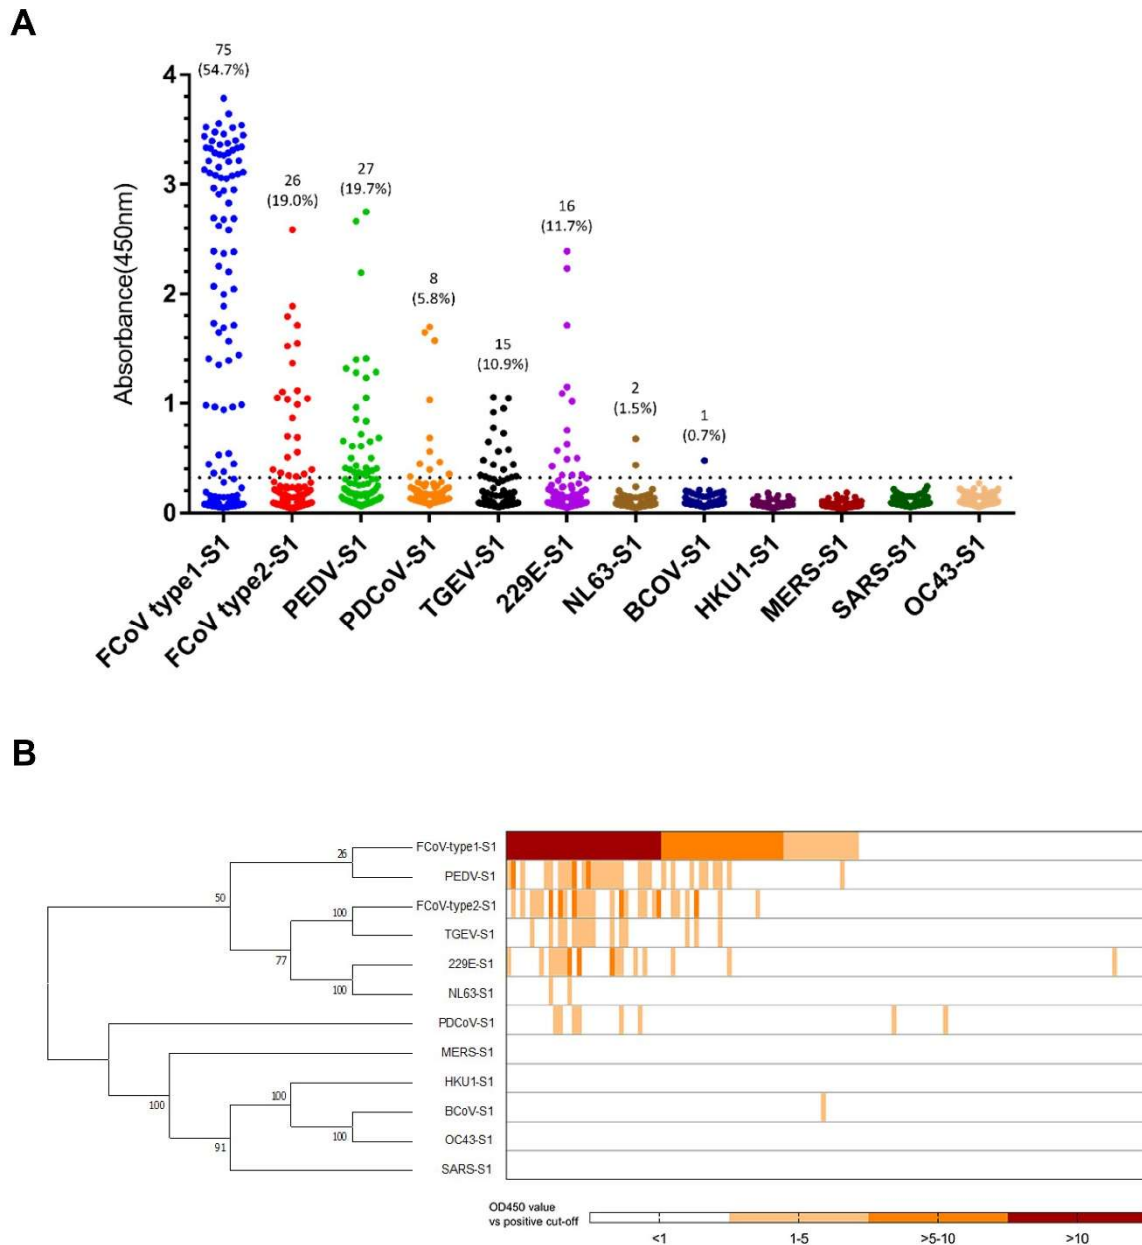 A
75
(54.7%)
26
(19.0%)
27
(19.7%)
8
(5.8%)
15
(10.9%)
16
(11.7%)
2
(1.5%)
1
(0.7%)
Absorbance(450nm)
4
3
2
1
0
FCoV type1-S1
FCoV type2-S1
PEDV-S1
PDCoV-S1
TGEV-S1
229E-S1
NL63-S1
BCOV-S1
HKU1-S1
MERS-S1
SARS-S1
OC43-S1
B
26
50
100
77
100
100
100
100
91
FCoV-type1-S1
PEDV-S1
FCoV-type2-S1
TGEV-S1
229E-S1
NL63-S1
PDCoV-S1
MERS-S1
HKU1-S1
BCoV-S1
OC43-S1
SARS-S1
OD450 value
vs positive cut-off
<1
1-5
>5-10
>10